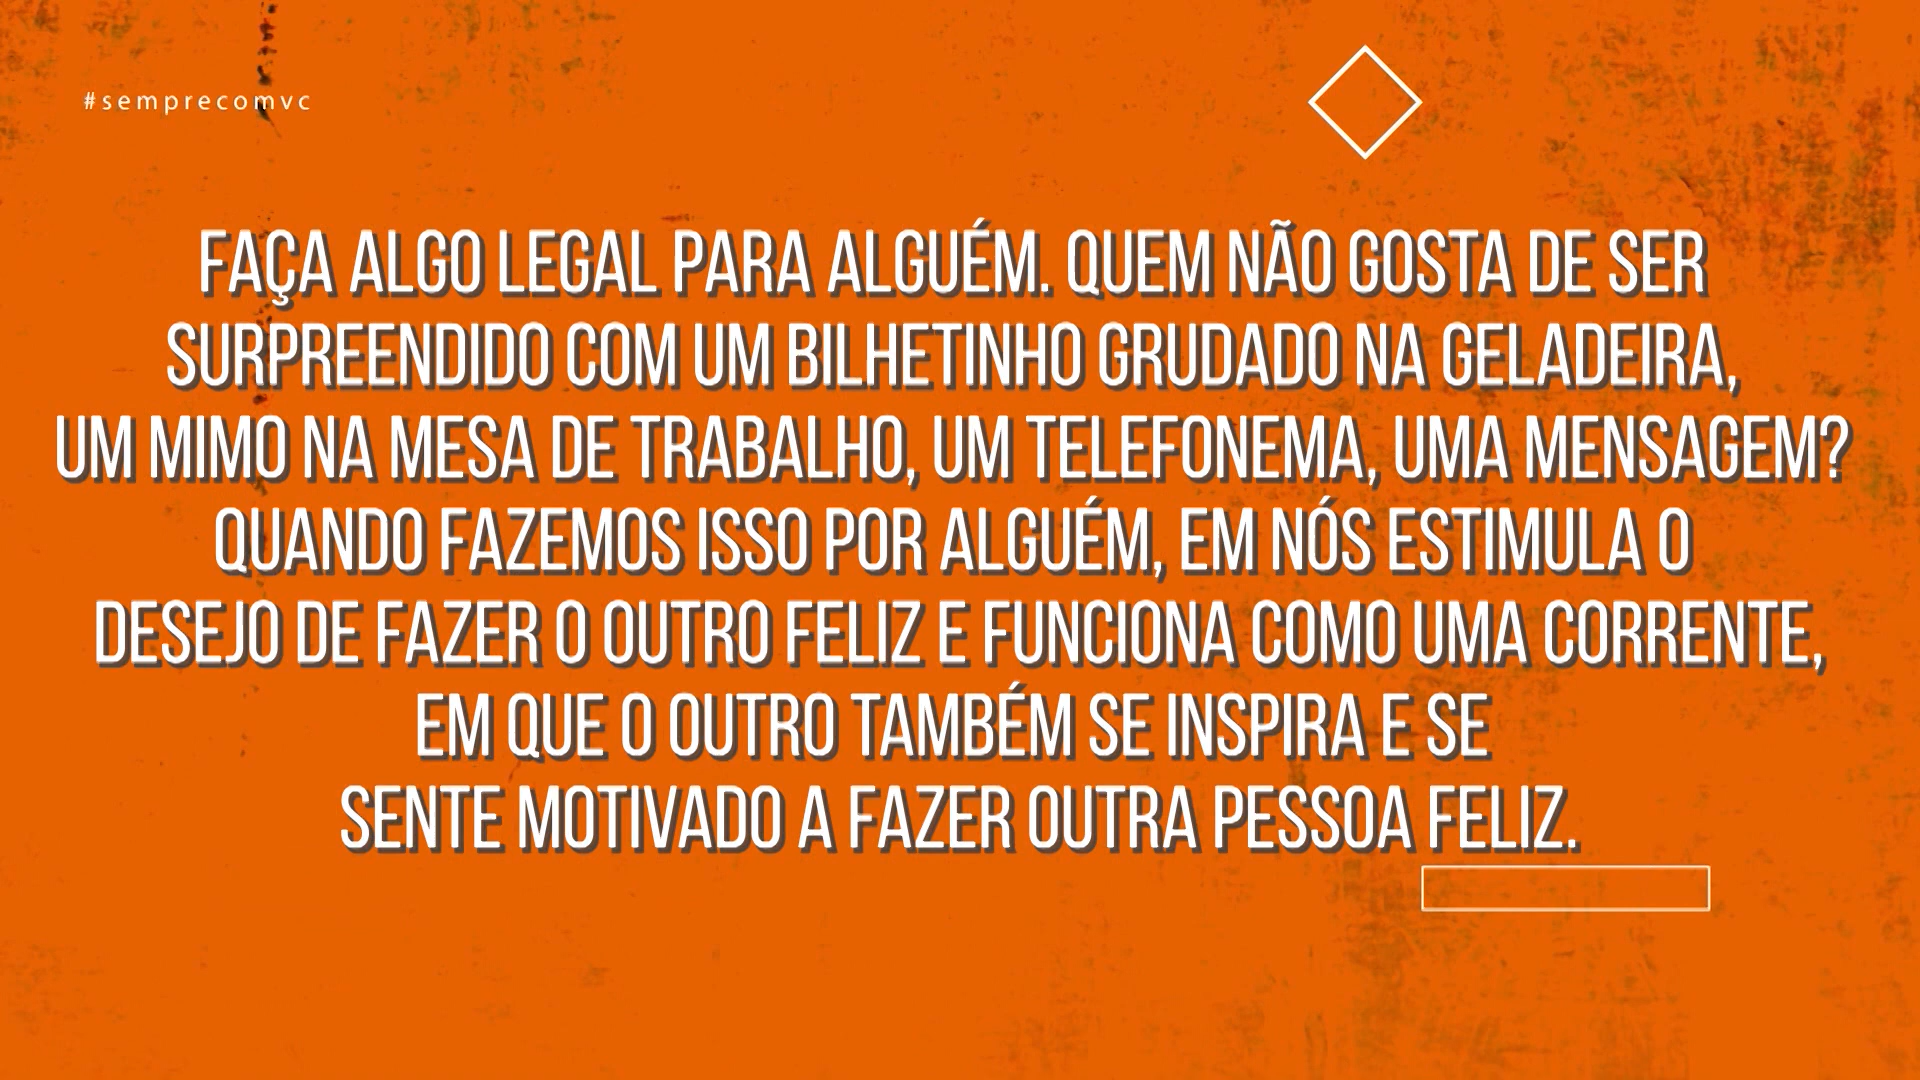 #semprecomvc
FAÇA ALGO LEGAL PARA ALGUÉM. QUEM NÃO GOSTA DE SER
SURPREENDIDO COM UM BILHETINHO GRUDADO NA GELADEIRA,
UM MIMO NA MESA DE TRABALHO, UM TELEFONEMA, UMA MENSAGEM?
QUANDO FAZEMOS ISSO POR ALGUÉM, EM NÓS ESTIMULA O
DESEJO DE FAZER O OUTRO FELIZ E FUNCIONA COMO UMA CORRENTE,
EM QUE O OUTRO TAMBÉM SE INSPIRA E SE
SENTE MOTIVADO A FAZER OUTRA PESSOA FELIZ.